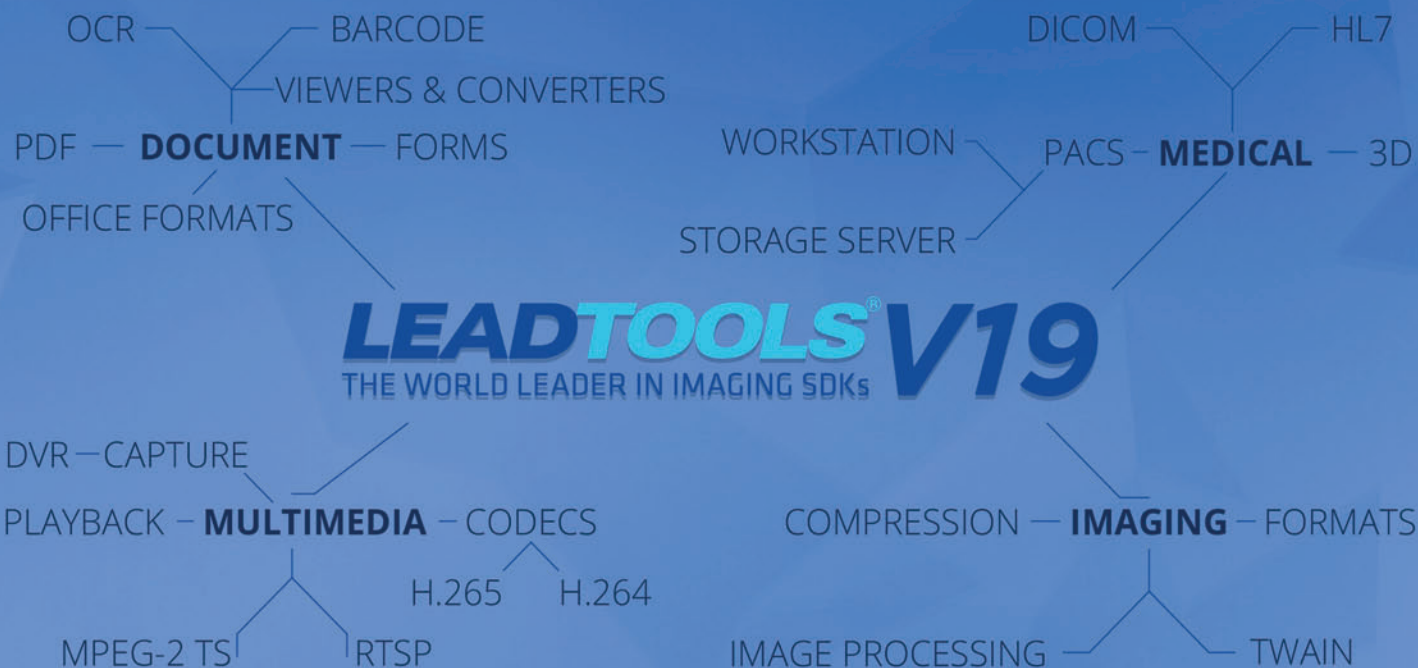 OCR
BARCODE
VIEWERS & CONVERTERS
PDF
DOCUMENT
FORMS
OFFICE FORMATS
DICOM
HL7
WORKSTATION
PACS
MEDICAL
3D
STORAGE SERVER
LEADTOOLS® V19
THE WORLD LEADER IN IMAGING SDKs
DVR
CAPTURE
PLAYBACK
MULTIMEDIA
CODECS
H.265
H.264
MPEG-2 TS
RTSP
COMPRESSION
IMAGING
FORMATS
IMAGE PROCESSING
TWAIN